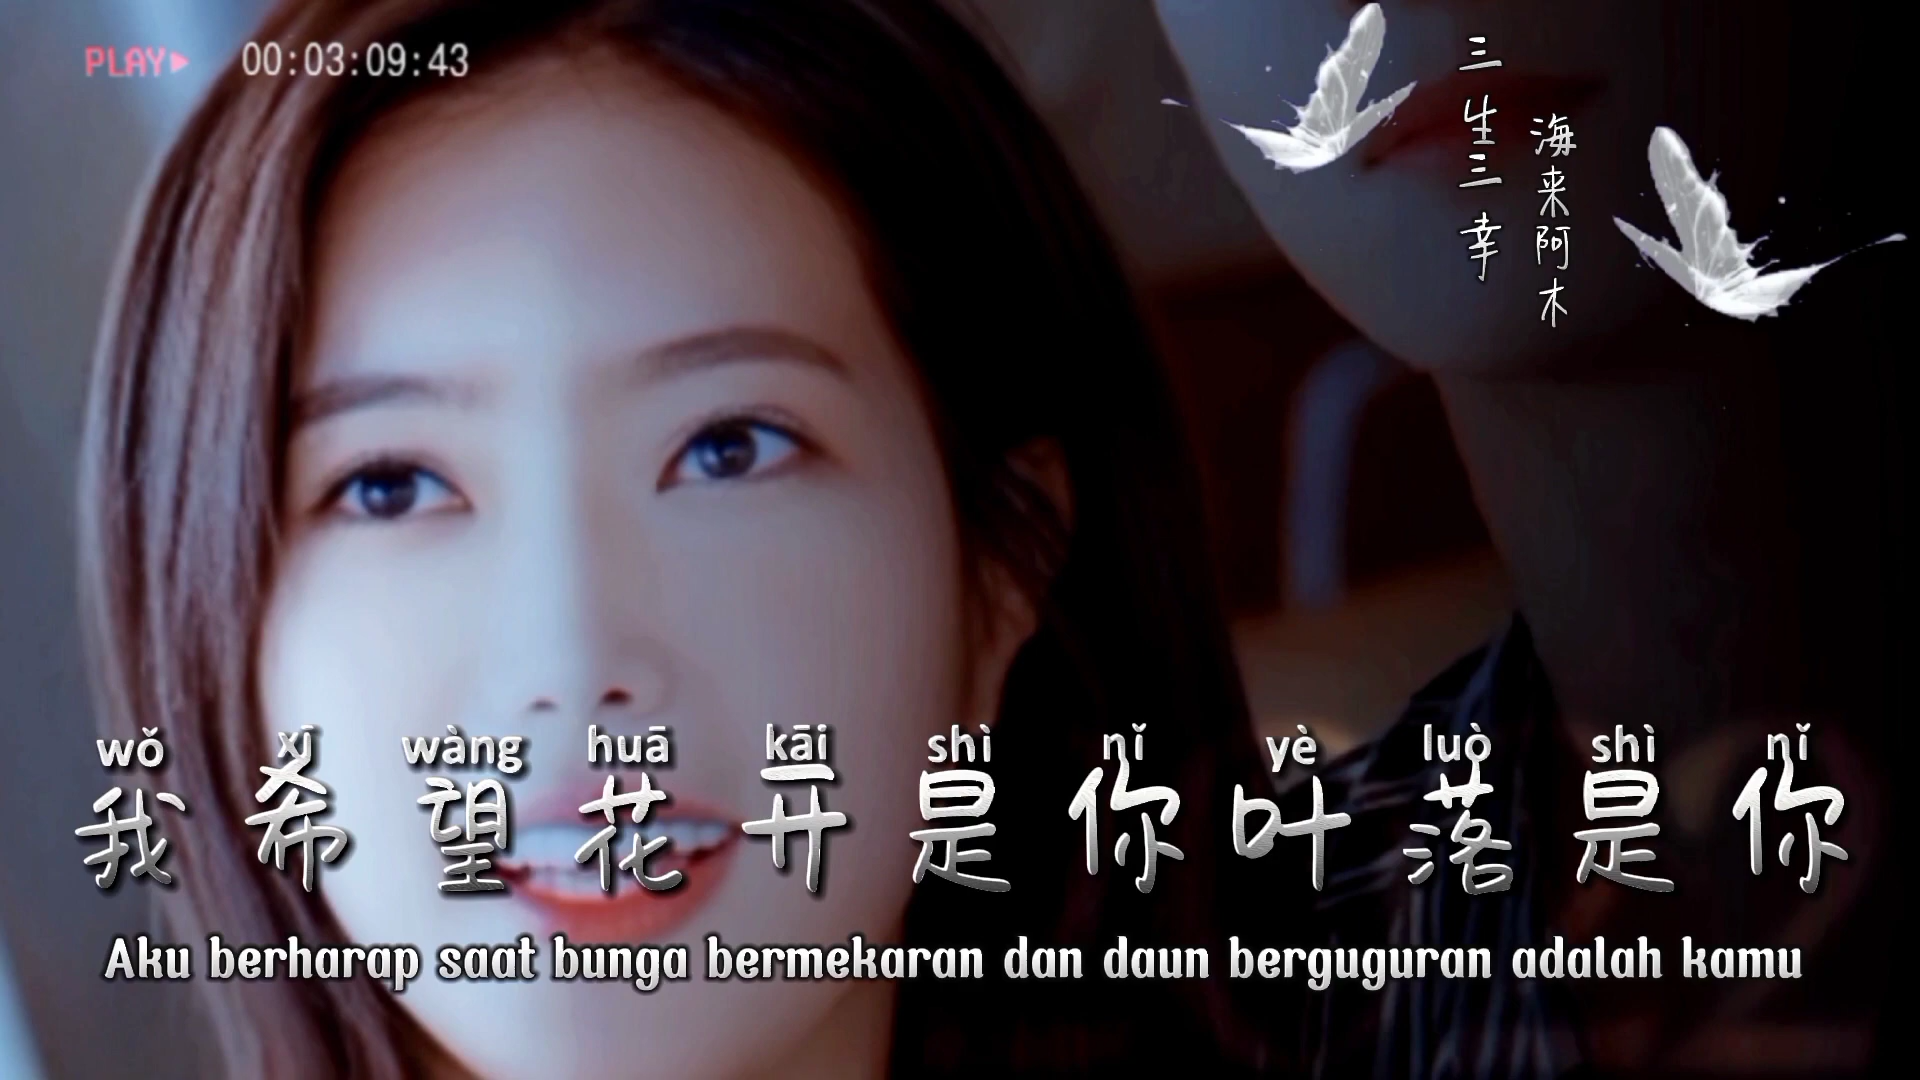 PLAY▶ 00:03:09:43
三生三幸
海来阿木
wǒ xī wàng huā kāi shì nǐ yè luò shì nǐ
我希望花开是你叶落是你
Aku berharap saat bunga bermekaran dan daun berguguran adalah kamu